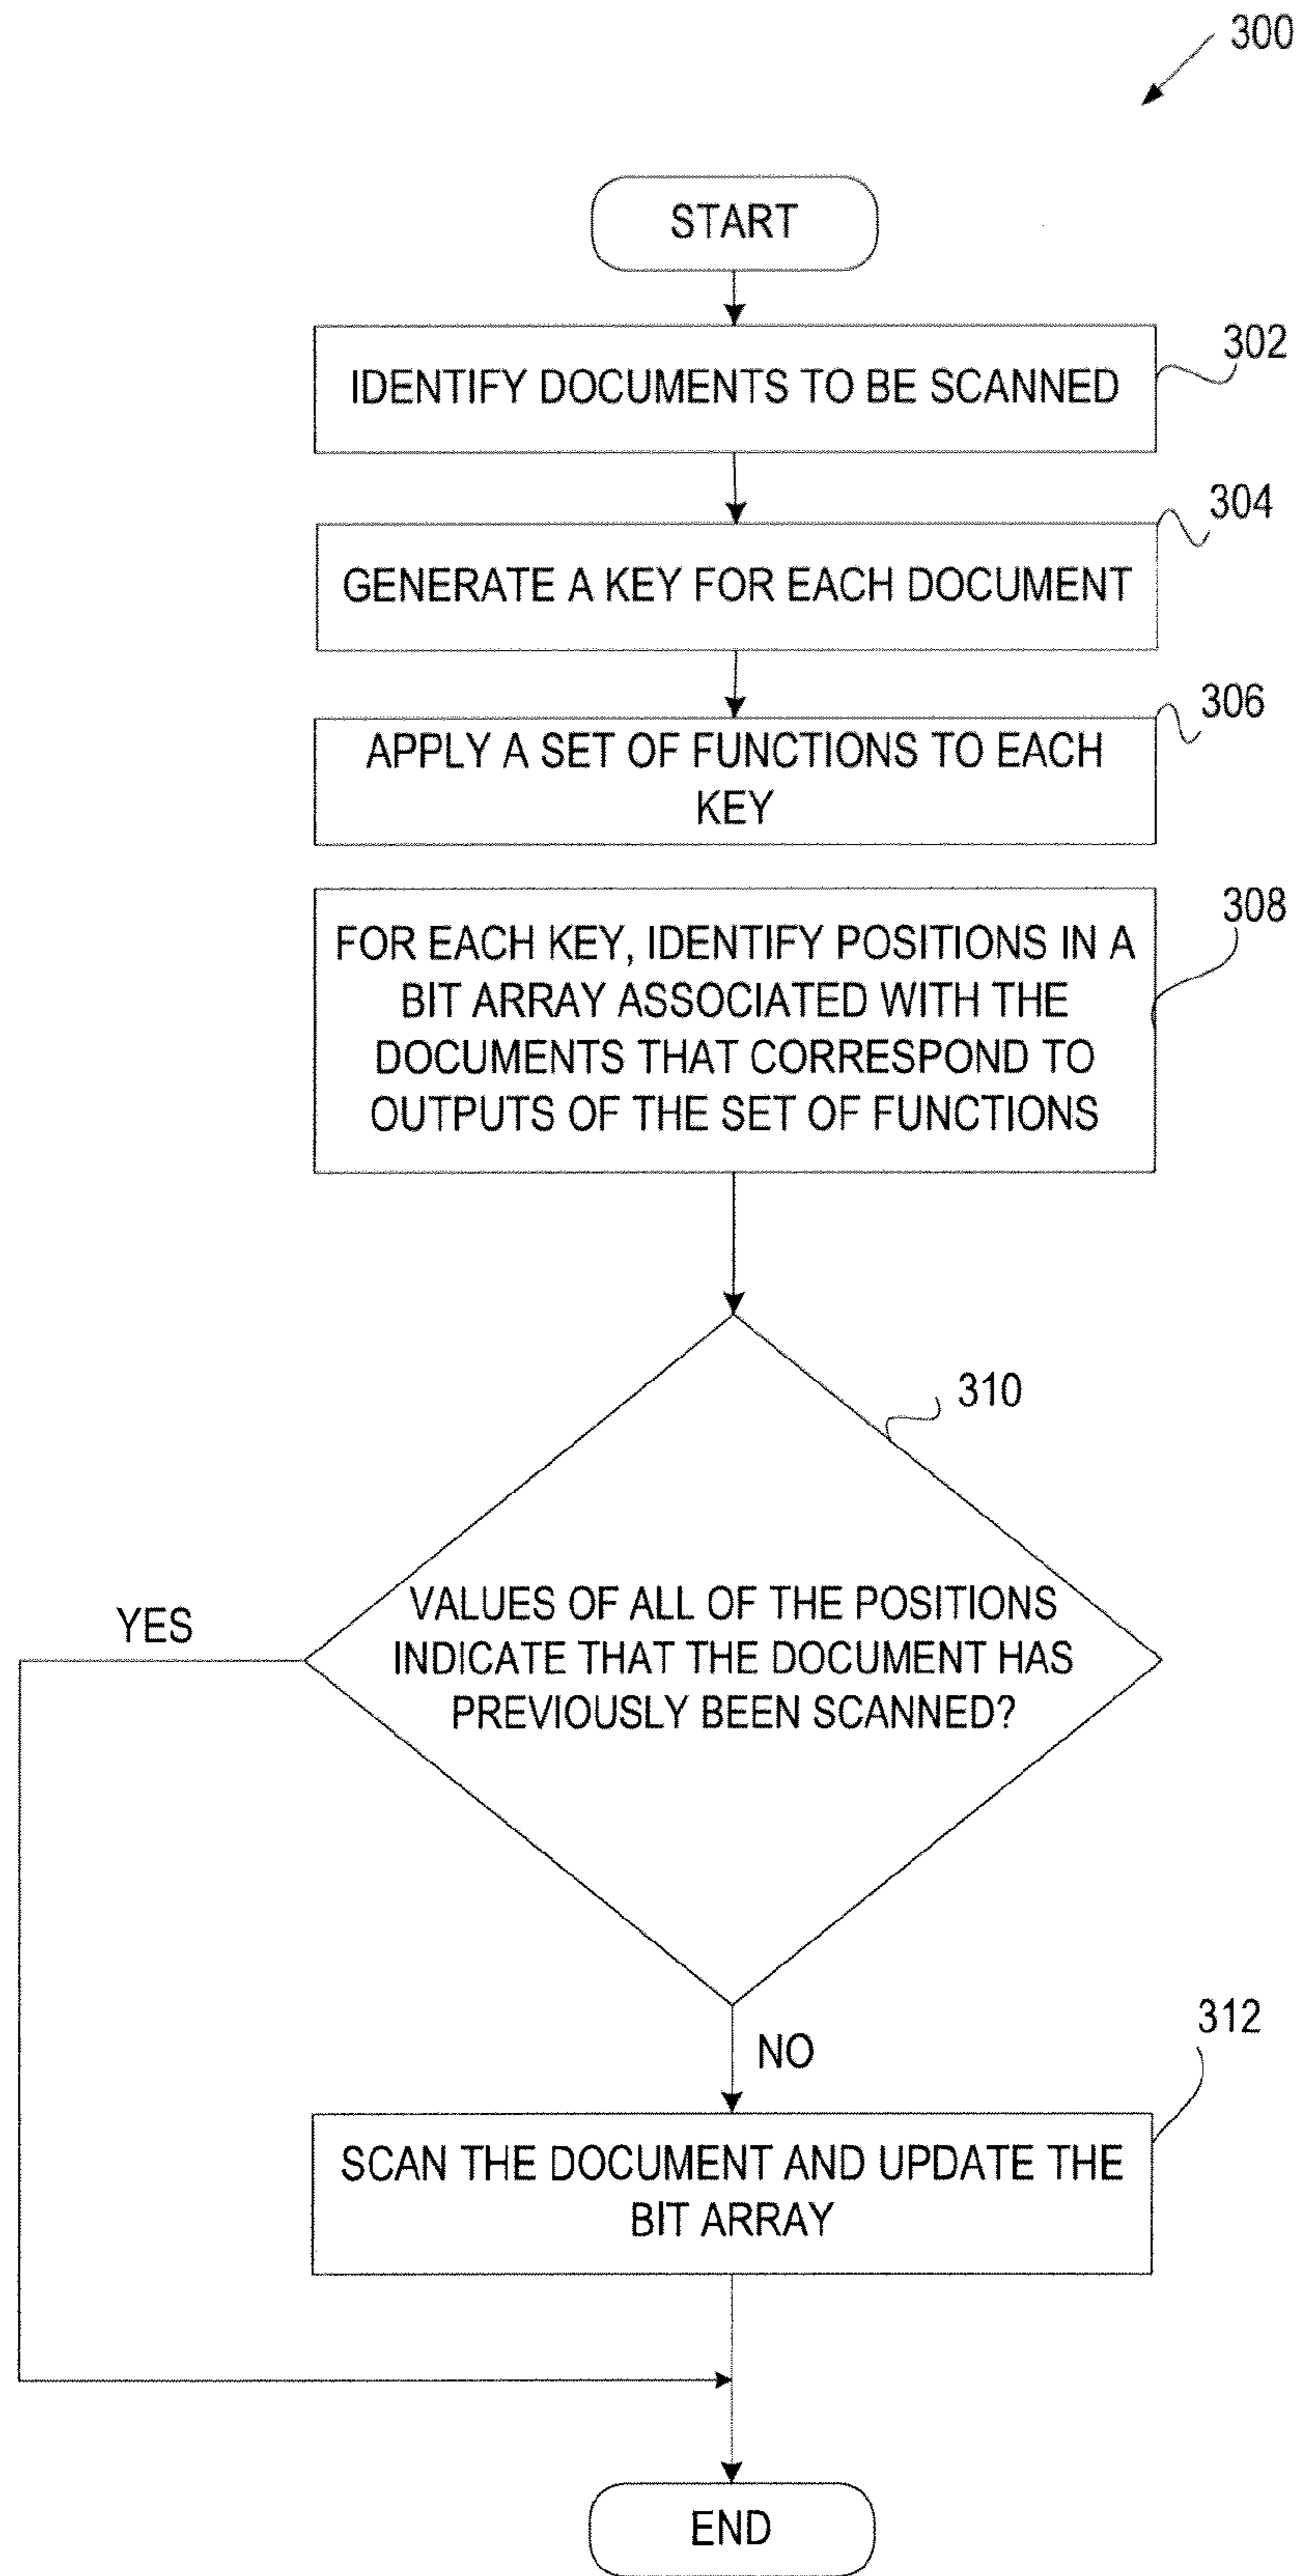 300
START
IDENTIFY DOCUMENTS TO BE SCANNED
302
GENERATE A KEY FOR EACH DOCUMENT
304
APPLY A SET OF FUNCTIONS TO EACH
KEY
306
FOR EACH KEY, IDENTIFY POSITIONS IN A
BIT ARRAY ASSOCIATED WITH THE
DOCUMENTS THAT CORRESPOND TO
OUTPUTS OF THE SET OF FUNCTIONS
308
310
VALUES OF ALL OF THE POSITIONS
INDICATE THAT THE DOCUMENT HAS
PREVIOUSLY BEEN SCANNED?
YES
NO
312
SCAN THE DOCUMENT AND UPDATE THE
BIT ARRAY
END